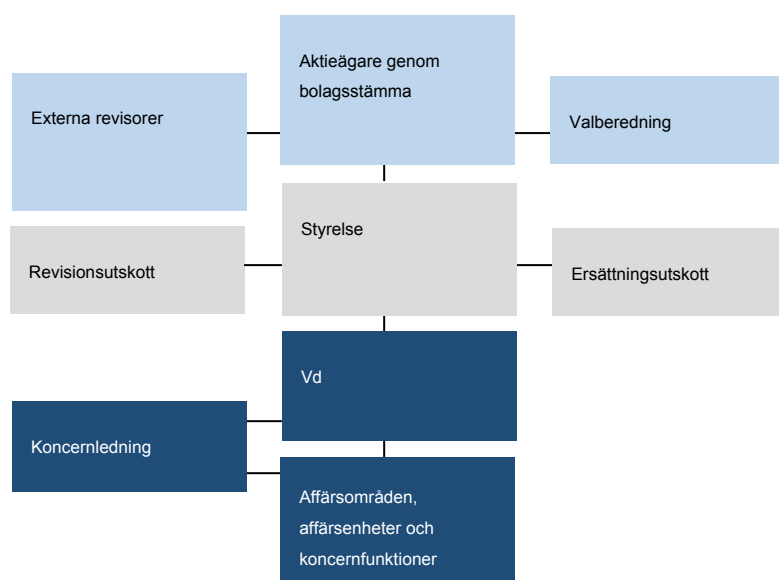 Aktieägare genom
bolagsstämma
Externa revisorer
Valberedning
Styrelse
Revisionsutskott
Ersättningsutskott
Vd
Koncernledning
Affärsområden,
affärsenheter och
koncernfunktioner